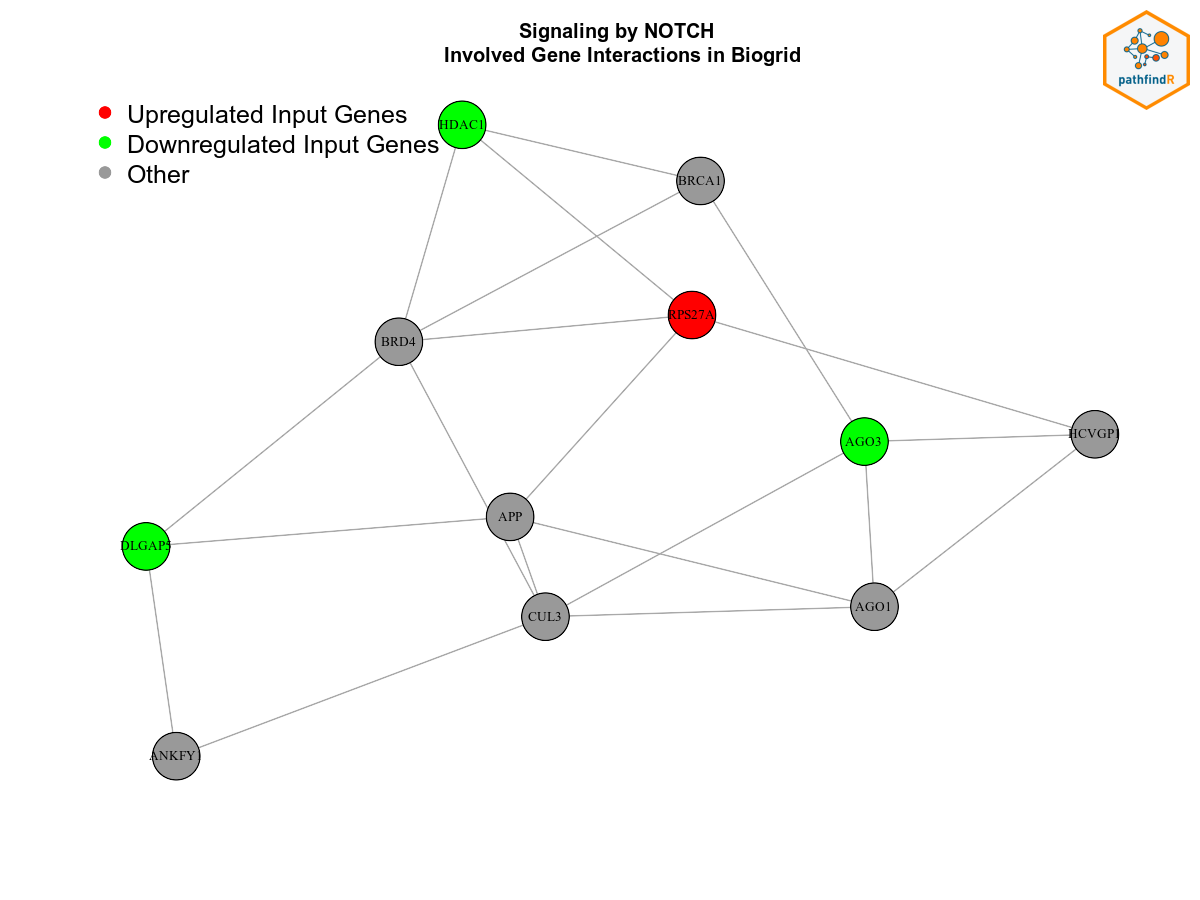 Signaling by NOTCH
Involved Gene Interactions in Biogrid
pathfindR
Upregulated Input Genes
Downregulated Input Genes
Other
HDAC1
BRCA1
RPS27A
BRD4
AGO3
HCVGP1
APP
DLGAP5
CUL3
AGO1
ANKFY1